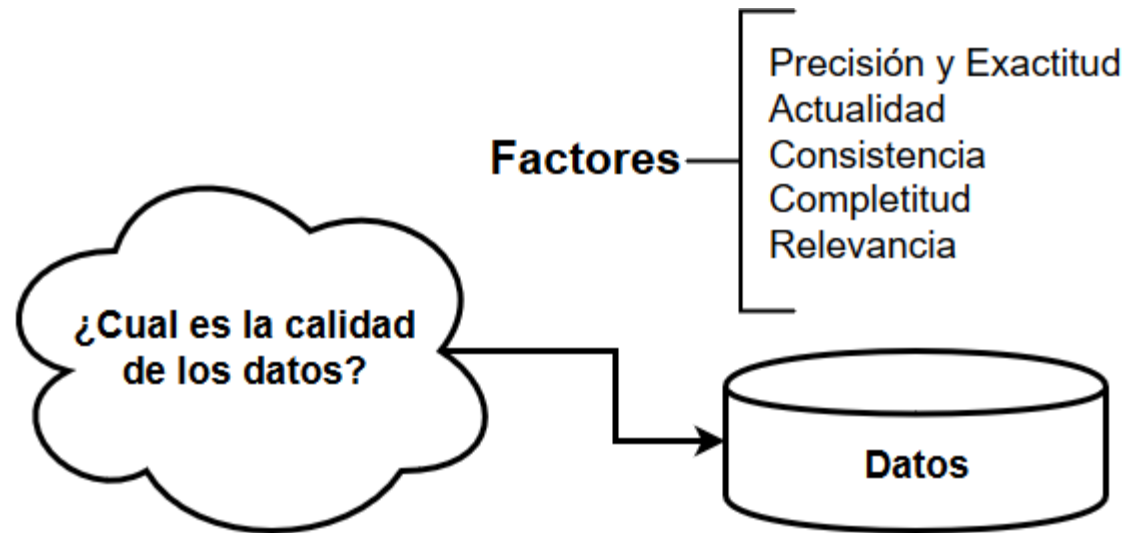 Factores
Precisión y Exactitud
Actualidad
Consistencia
Completitud
Relevancia
¿Cual es la calidad
de los datos?
Datos